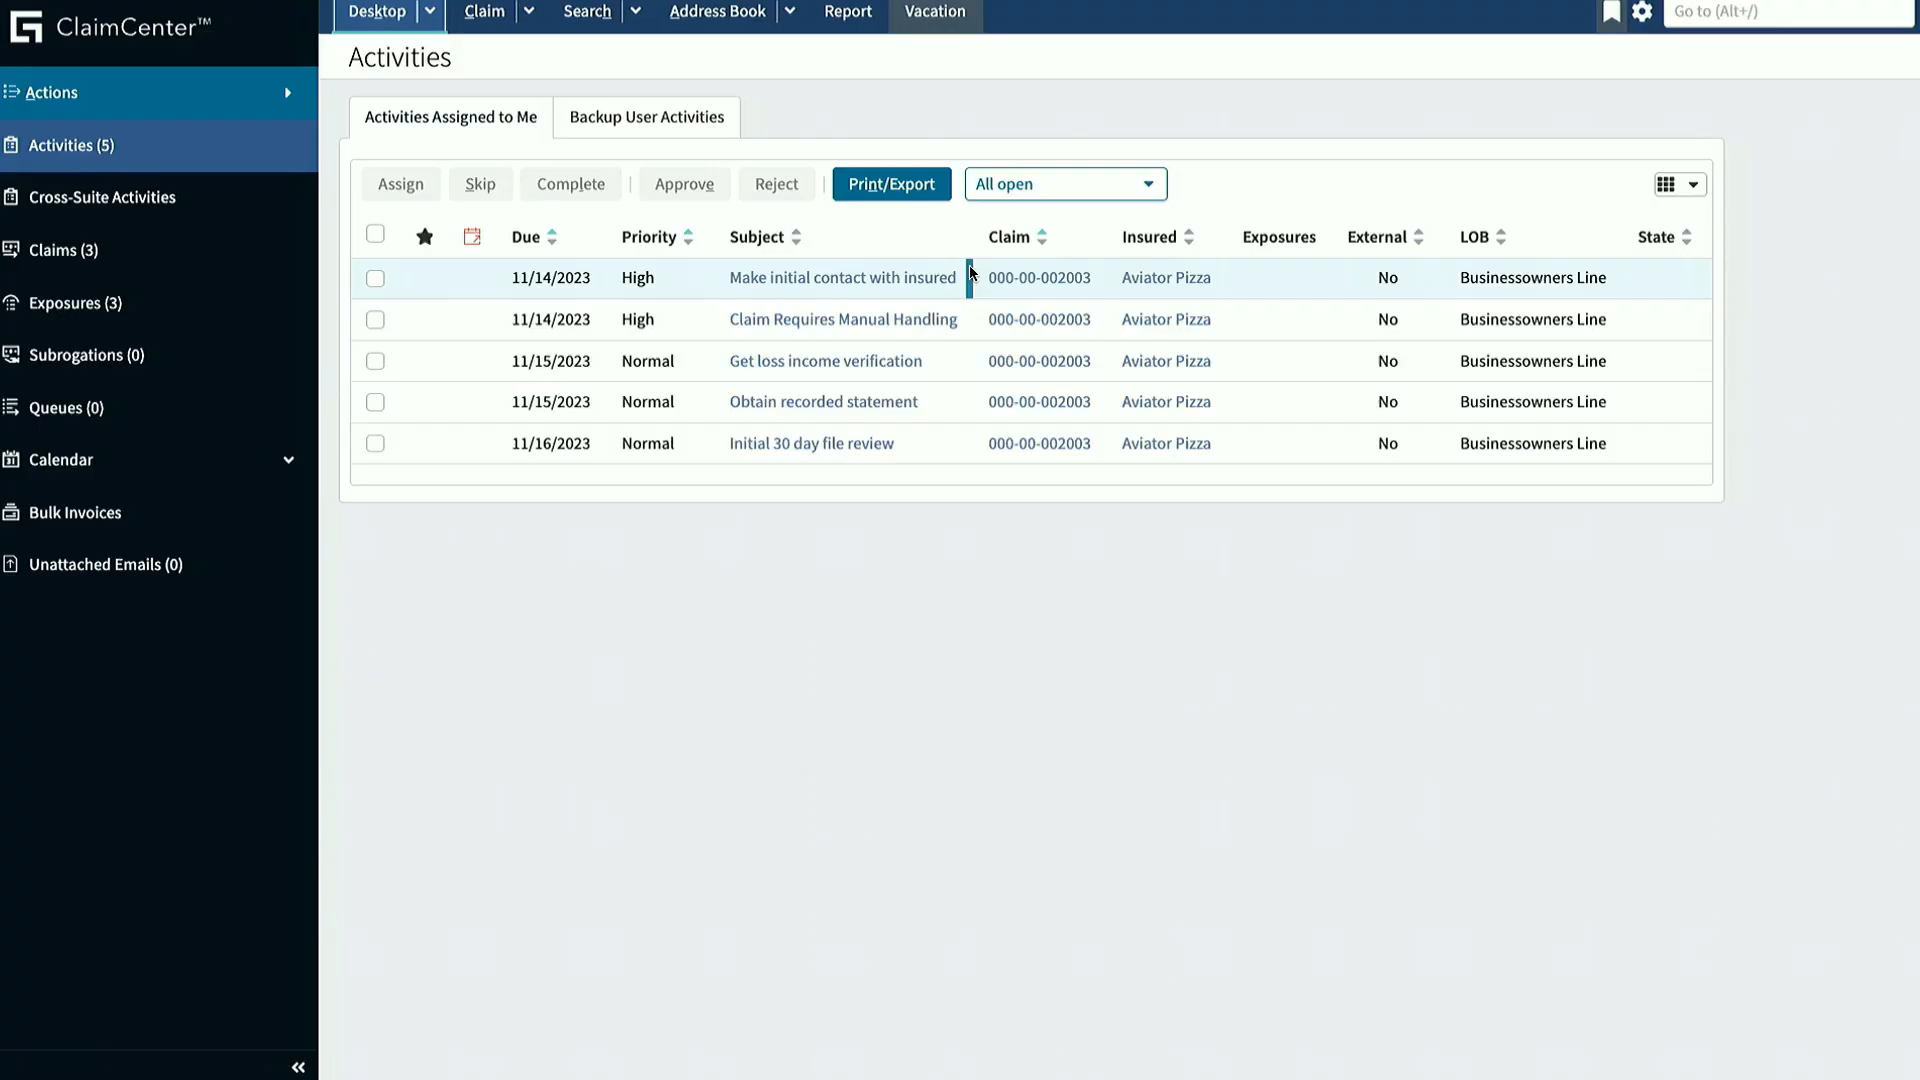 ClaimCenter™
Desktop Claim Search Address Book Report Vacation Go to (Alt+/)
Actions
Activities (5)
Cross-Suite Activities
Claims (3)
Exposures (3)
Subrogations (0)
Queues (0)
Calendar
Bulk Invoices
Unattached Emails (0)
Activities
Activities Assigned to Me Backup User Activities
Assign Skip Complete | Approve Reject | Print/Export All open
Due Priority Subject Claim Insured Exposures External LOB State
11/14/2023 High Make initial contact with insured 000-00-002003 Aviator Pizza No Businessowners Line
11/14/2023 High Claim Requires Manual Handling 000-00-002003 Aviator Pizza No Businessowners Line
11/15/2023 Normal Get loss income verification 000-00-002003 Aviator Pizza No Businessowners Line
11/15/2023 Normal Obtain recorded statement 000-00-002003 Aviator Pizza No Businessowners Line
11/16/2023 Normal Initial 30 day file review 000-00-002003 Aviator Pizza No Businessowners Line